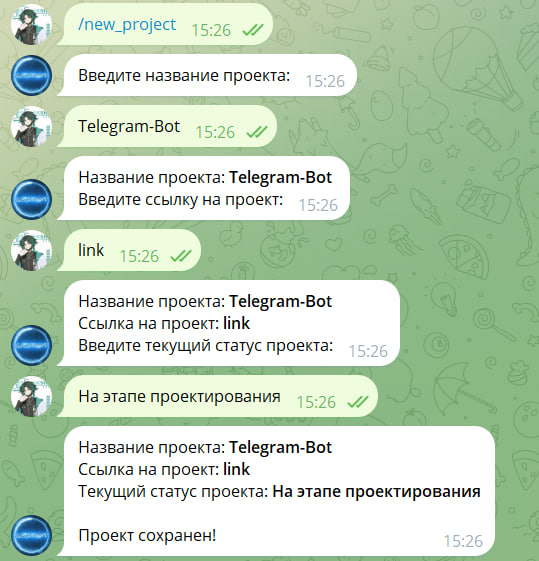 /new_project 15:26
Введите название проекта: 15:26
Telegram-Bot 15:26
Название проекта: Telegram-Bot
Введите ссылку на проект: 15:26
link 15:26
Название проекта: Telegram-Bot
Ссылка на проект: link
Введите текущий статус проекта: 15:26
На этапе проектирования 15:26
Название проекта: Telegram-Bot
Ссылка на проект: link
Текущий статус проекта: На этапе проектирования
Проект сохранен! 15:26